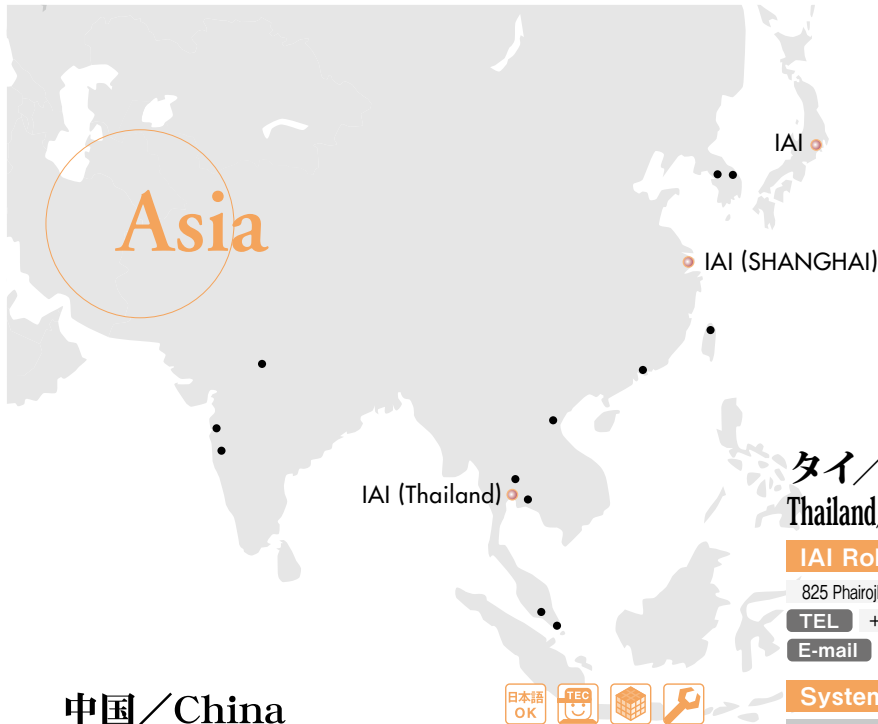 Asia
IAI
IAI (SHANGHAI)
IAI (Thailand)
タイ／
Thailand
IAI Ro
825 Phairoj
TEL +
E-mail
System
中国／China
日本語
OK
TEC